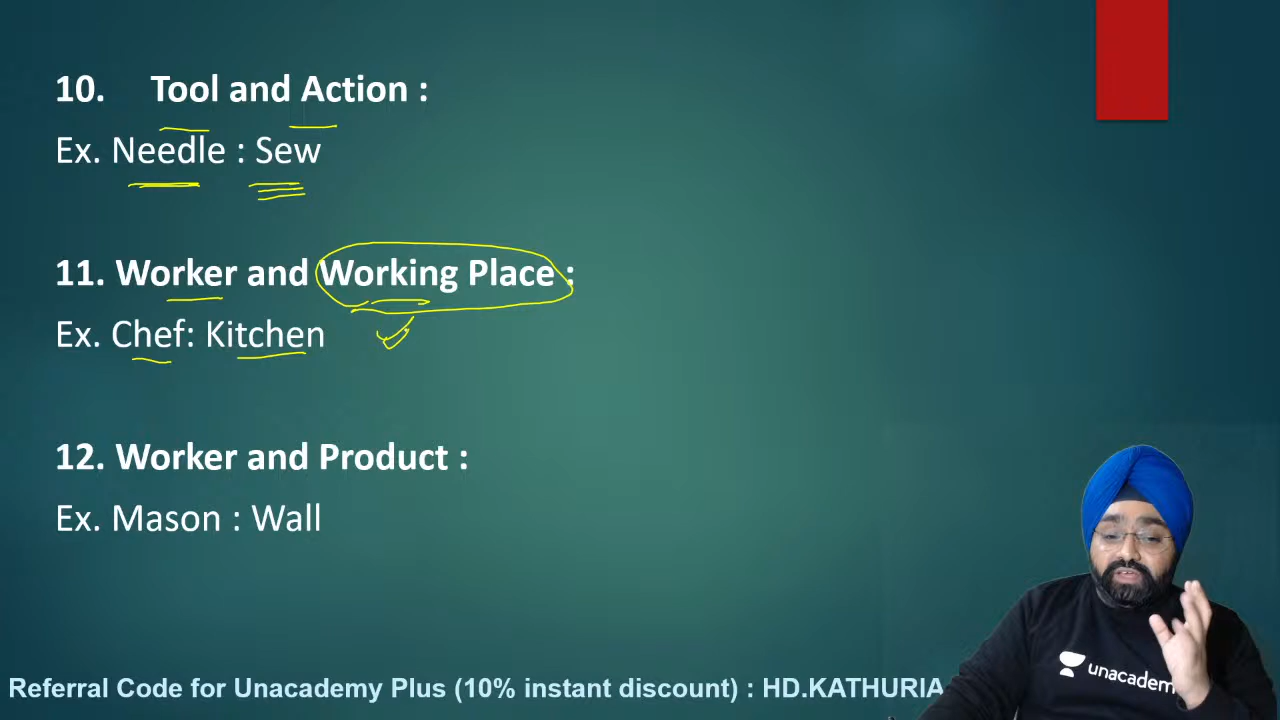 10. Tool and Action :
Ex. Needle : Sew
11. Worker and Working Place :
Ex. Chef: Kitchen
12. Worker and Product :
Ex. Mason : Wall
unacadem
Referral Code for Unacademy Plus (10% instant discount) : HD.KATHURIA